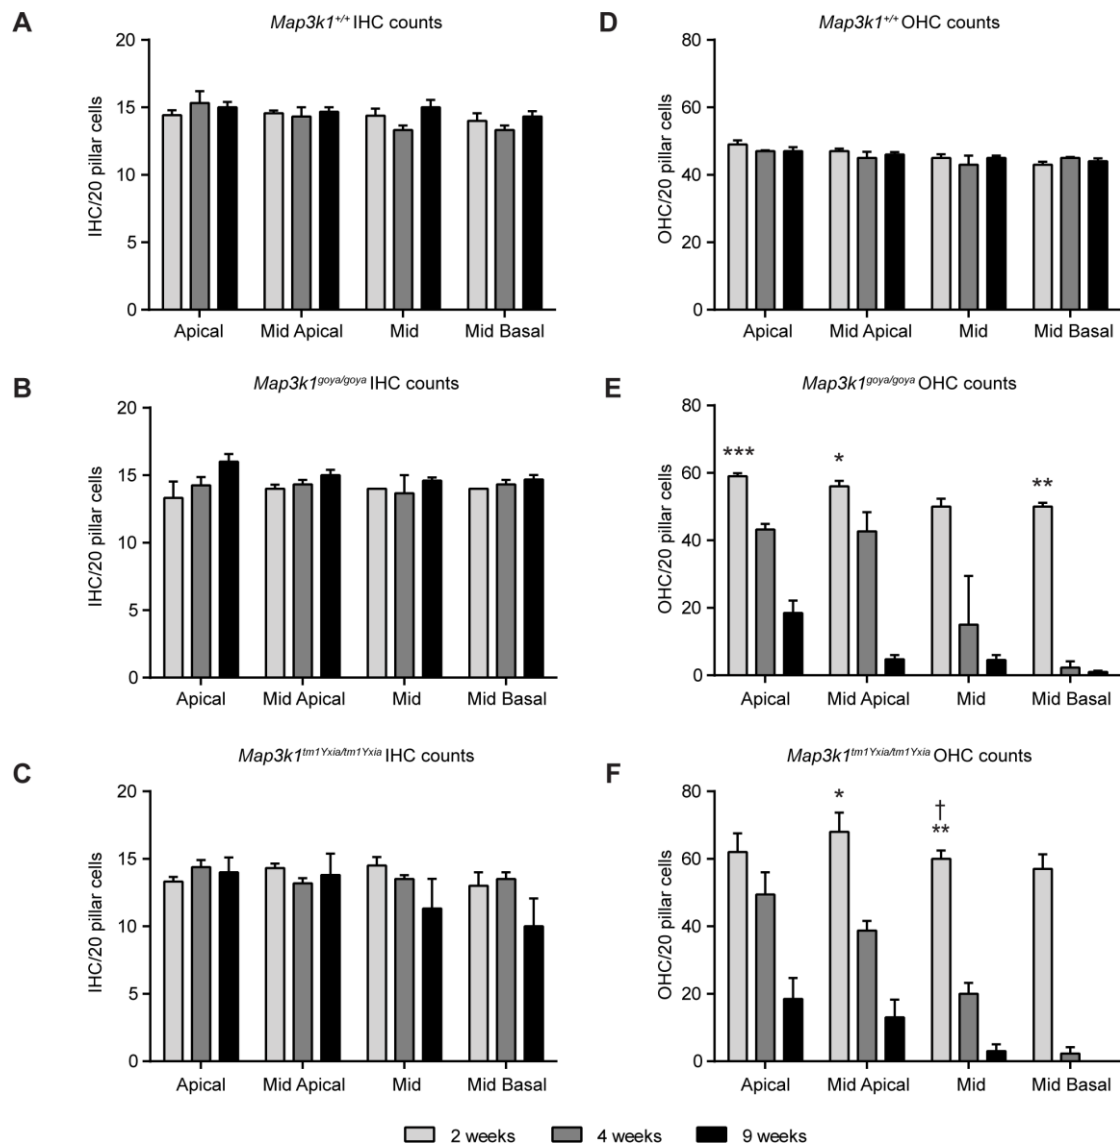 A
Map3k1+/+ IHC counts
20
15
10
5
0
IHC/20 pillar cells
Apical Mid Apical Mid Mid Basal
D
Map3k1+/+ OHC counts
80
60
40
20
0
OHC/20 pillar cells
Apical Mid Apical Mid Mid Basal
B
Map3k1goya/goya IHC counts
20
15
10
5
0
IHC/20 pillar cells
Apical Mid Apical Mid Mid Basal
E
Map3k1goya/goya OHC counts
80
60
40
20
0
OHC/20 pillar cells
*** * **
Apical Mid Apical Mid Mid Basal
C
Map3k1tm1Yxia/tm1Yxia IHC counts
20
15
10
5
0
IHC/20 pillar cells
Apical Mid Apical Mid Mid Basal
F
Map3k1tm1Yxia/tm1Yxia OHC counts
80
60
40
20
0
OHC/20 pillar cells
* †
**
Apical Mid Apical Mid Mid Basal
2 weeks 4 weeks 9 weeks